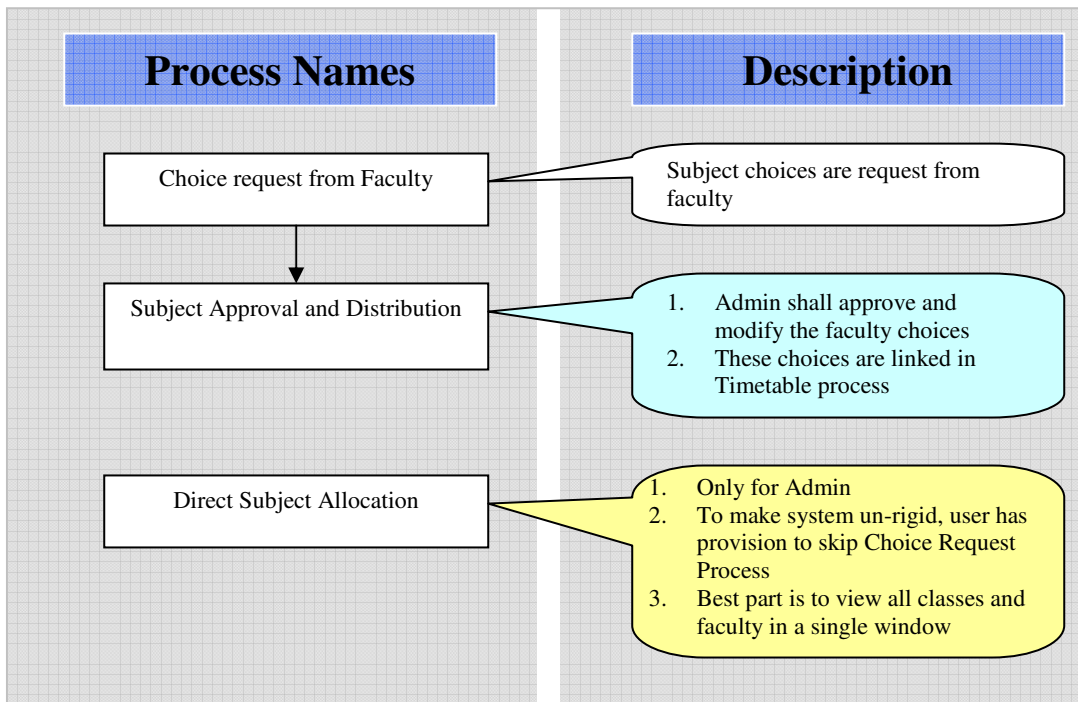 Process Names
Description
Choice request from Faculty
Subject choices are request from
faculty
Subject Approval and Distribution
1. Admin shall approve and
modify the faculty choices
2. These choices are linked in
Timetable process
Direct Subject Allocation
1. Only for Admin
2. To make system un-rigid, user has
provision to skip Choice Request
Process
3. Best part is to view all classes and
faculty in a single window